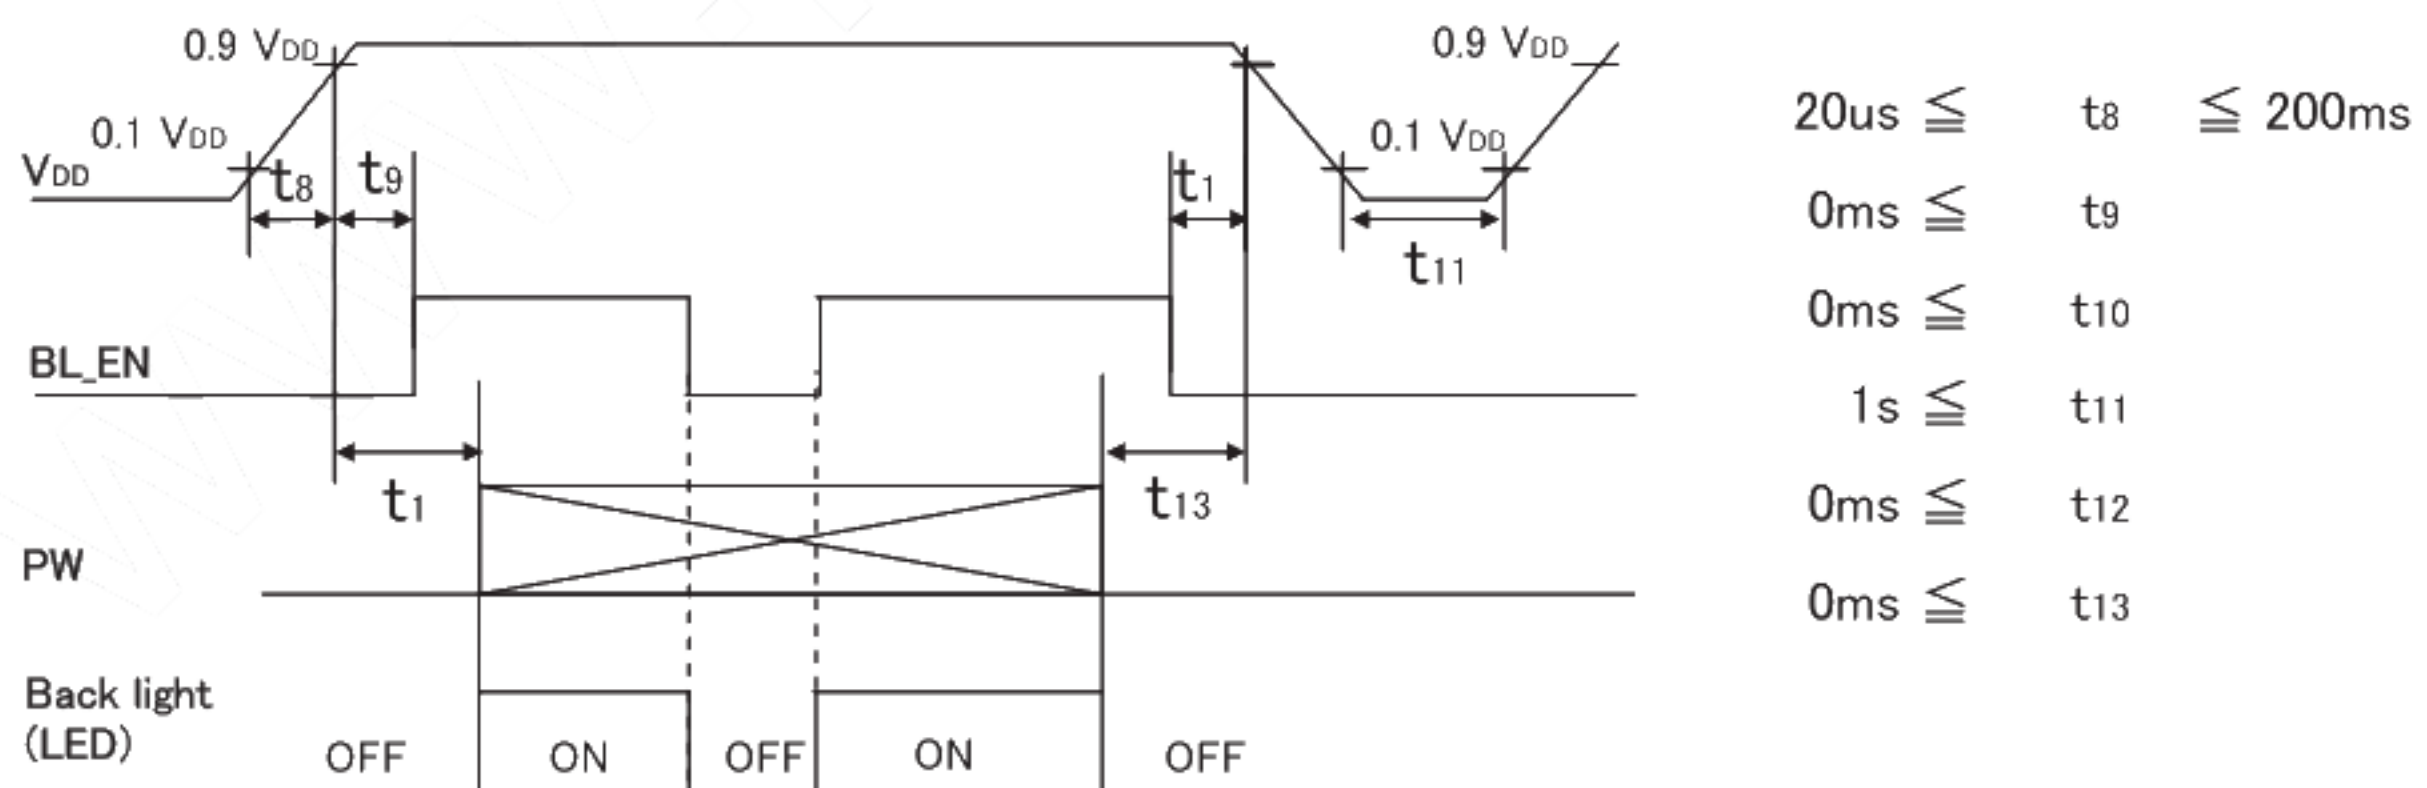 0.9 VDD
0.9 VDD
20us ≦ t8 ≦ 200ms
0.1 VDD
0.1 VDD
VDD
t8
t9
t1
0ms ≦ t9
t11
0ms ≦ t10
BL_EN
1s ≦ t11
t1
t13
0ms ≦ t12
PW
0ms ≦ t13
Back light
(LED)
OFF
ON
OFF
ON
OFF